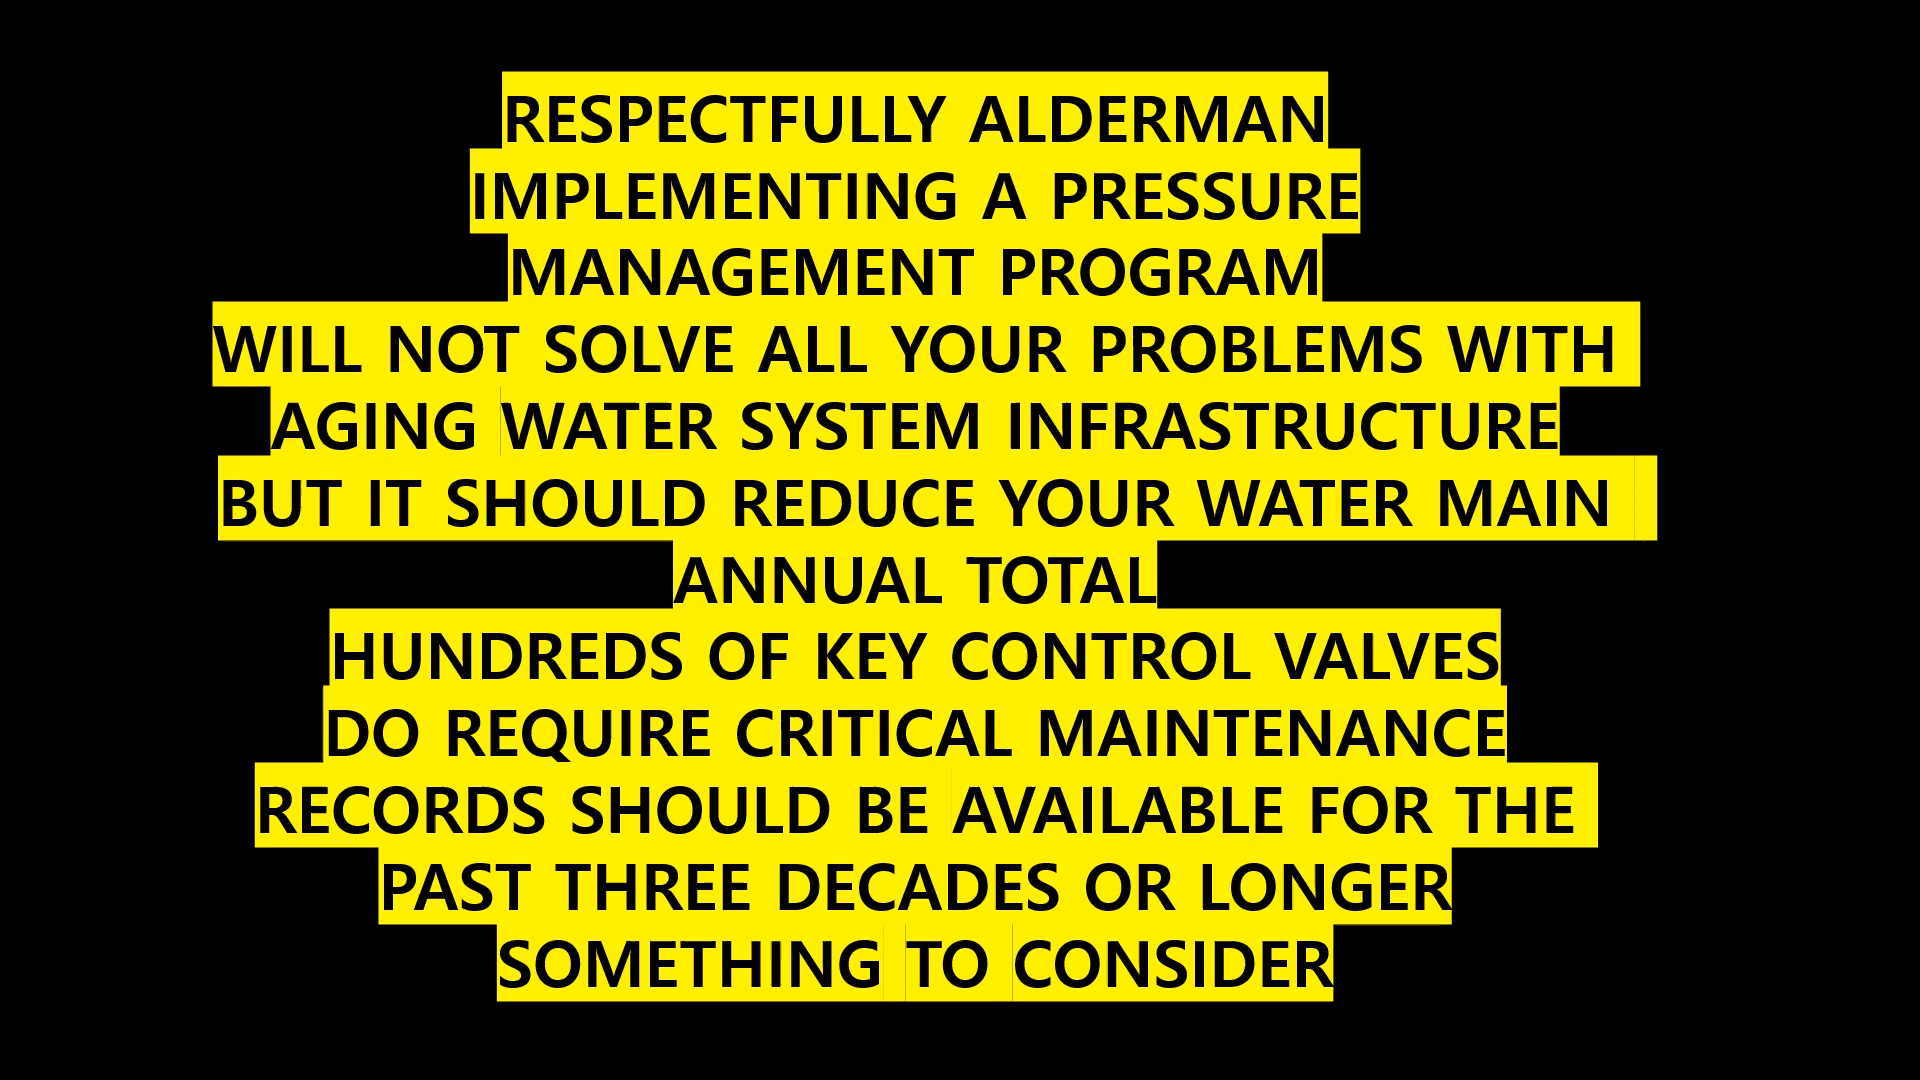 RESPECTFULLY ALDERMAN
IMPLEMENTING A PRESSURE
MANAGEMENT PROGRAM
WILL NOT SOLVE ALL YOUR PROBLEMS WITH
AGING WATER SYSTEM INFRASTRUCTURE
BUT IT SHOULD REDUCE YOUR WATER MAIN
ANNUAL TOTAL
HUNDREDS OF KEY CONTROL VALVES
DO REQUIRE CRITICAL MAINTENANCE
RECORDS SHOULD BE AVAILABLE FOR THE
PAST THREE DECADES OR LONGER
SOMETHING TO CONSIDER